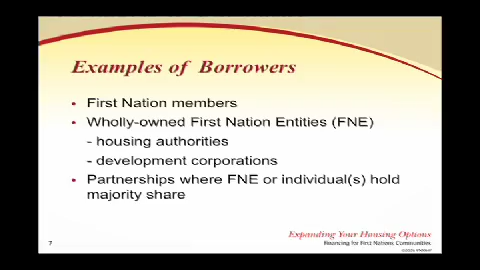 Examples of Borrowers
▪ First Nation members
▪ Wholly-owned First Nation Entities (FNE)
- housing authorities
- development corporations
▪ Partnerships where FNE or individual(s) hold
majority share
Expanding Your Housing Options
7
Financing for First Nations Communities